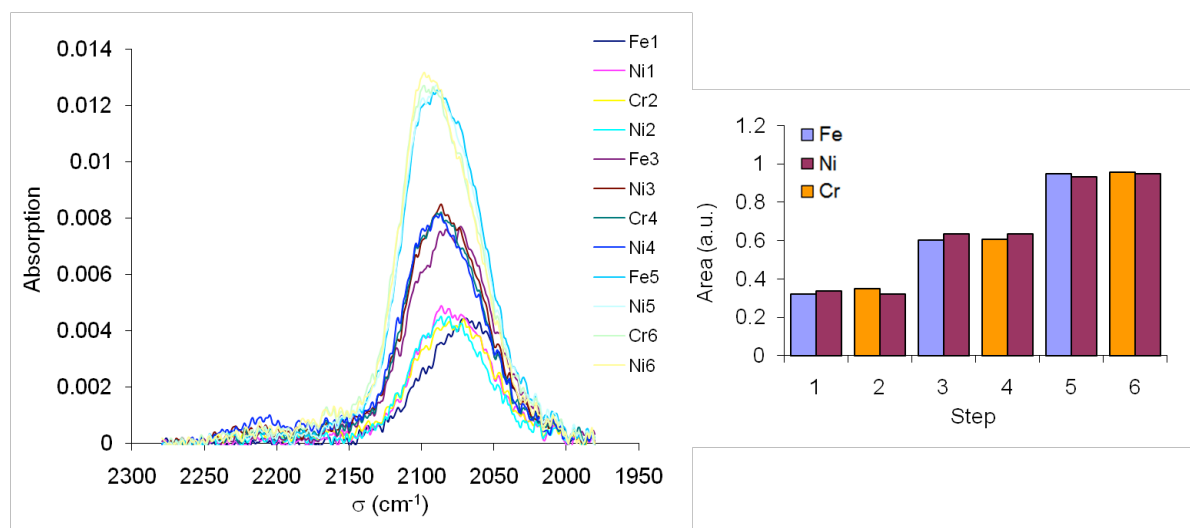 0.014
0.012
0.01
0.008
0.006
0.004
0.002
0
Absorption
2300 2250 2200 2150 2100 2050 2000 1950
σ (cm-1)
Fe1
Ni1
Cr2
Ni2
Fe3
Ni3
Cr4
Ni4
Fe5
Ni5
Cr6
Ni6
1.2
1
0.8
0.6
0.4
0.2
0
Area (a.u.)
Fe
Ni
Cr
1 2 3 4 5 6
Step